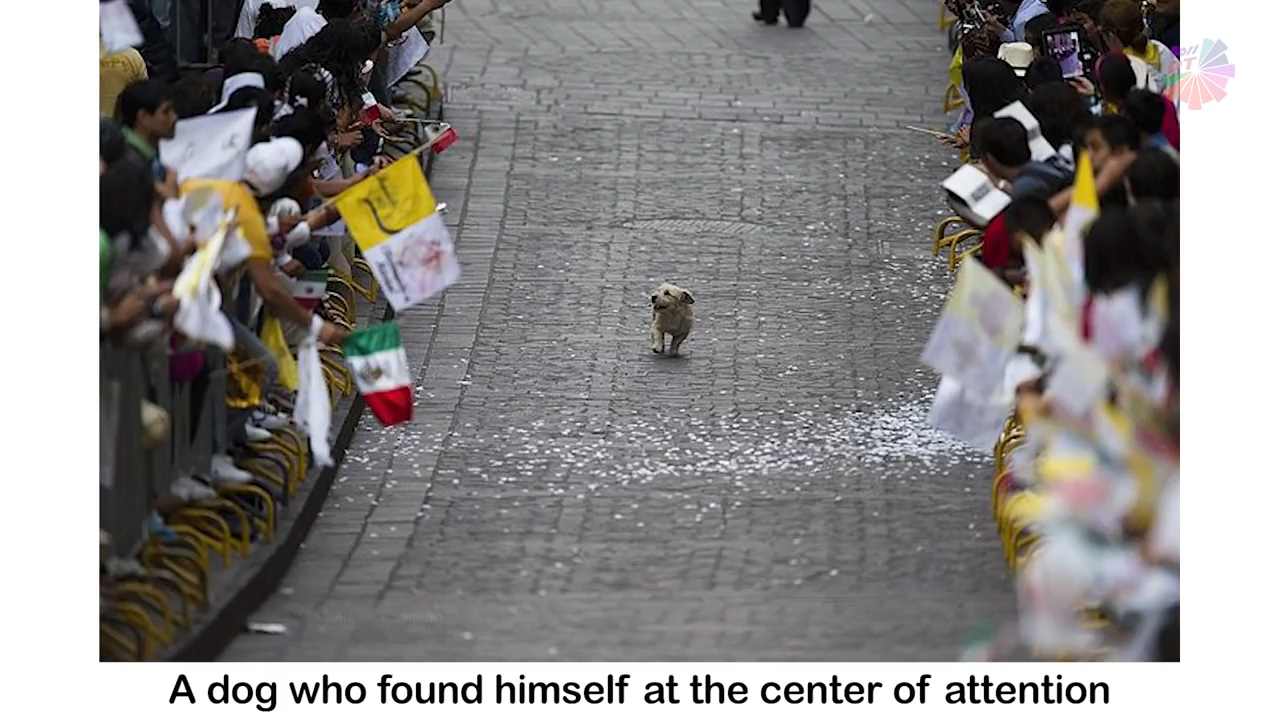 A dog who found himself at the center of attention